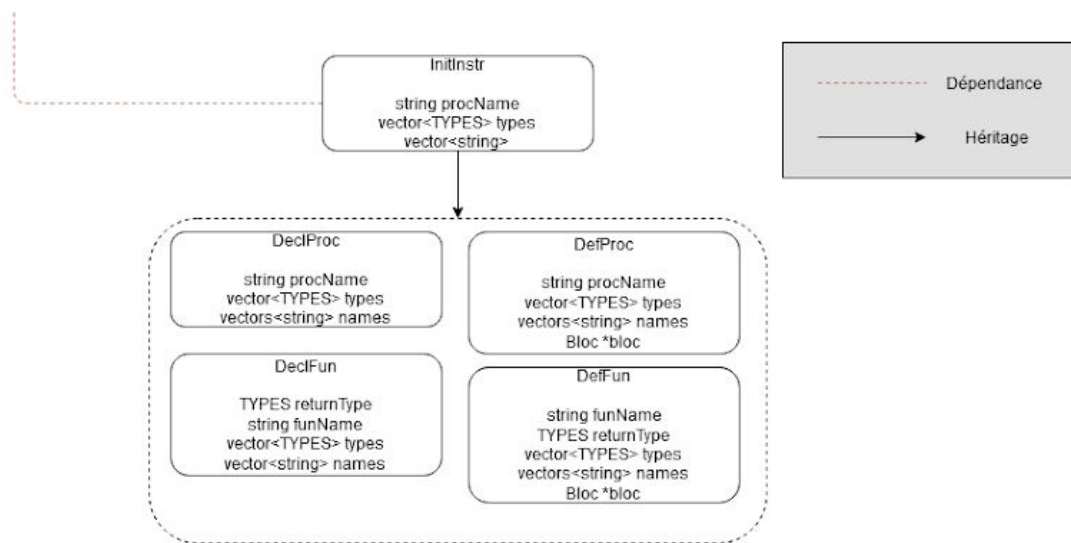 InitInstr
string procName
vector<TYPES> types
vector<string>
Dépendance
Héritage
DeclProc
string procName
vector<TYPES> types
vectors<string> names
DefProc
string procName
vector<TYPES> types
vectors<string> names
Bloc *bloc
DeclFun
TYPES returnType
string funName
vector<TYPES> types
vector<string> names
DefFun
string funName
TYPES returnType
vector<TYPES> types
vectors<string> names
Bloc *bloc